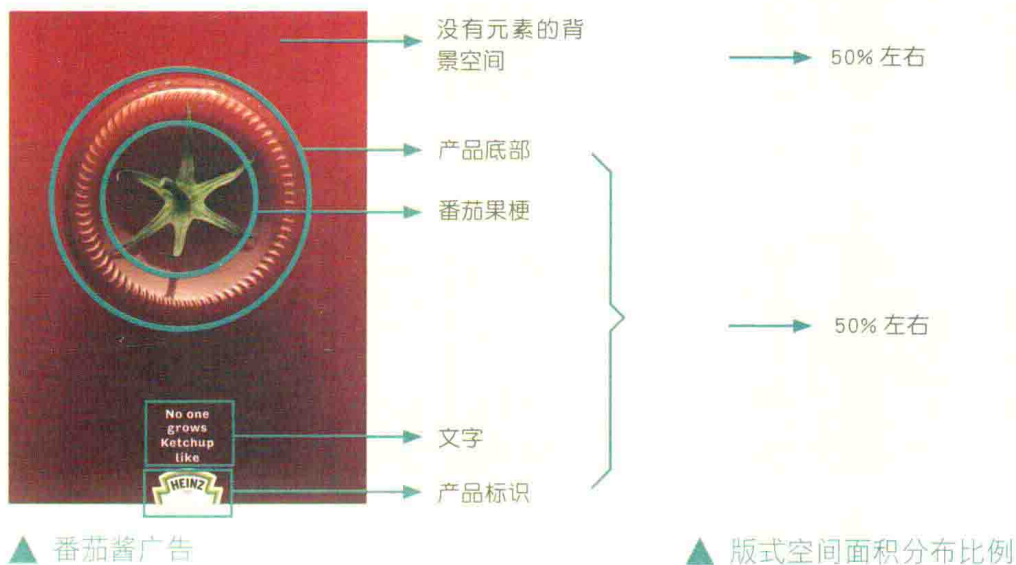 没有元素的背
景空间
50% 左右
产品底部
番茄果梗
50% 左右
No one
grows
Ketchup
like
HEINZ
文字
产品标识
番茄酱广告
版式空间面积分布比例